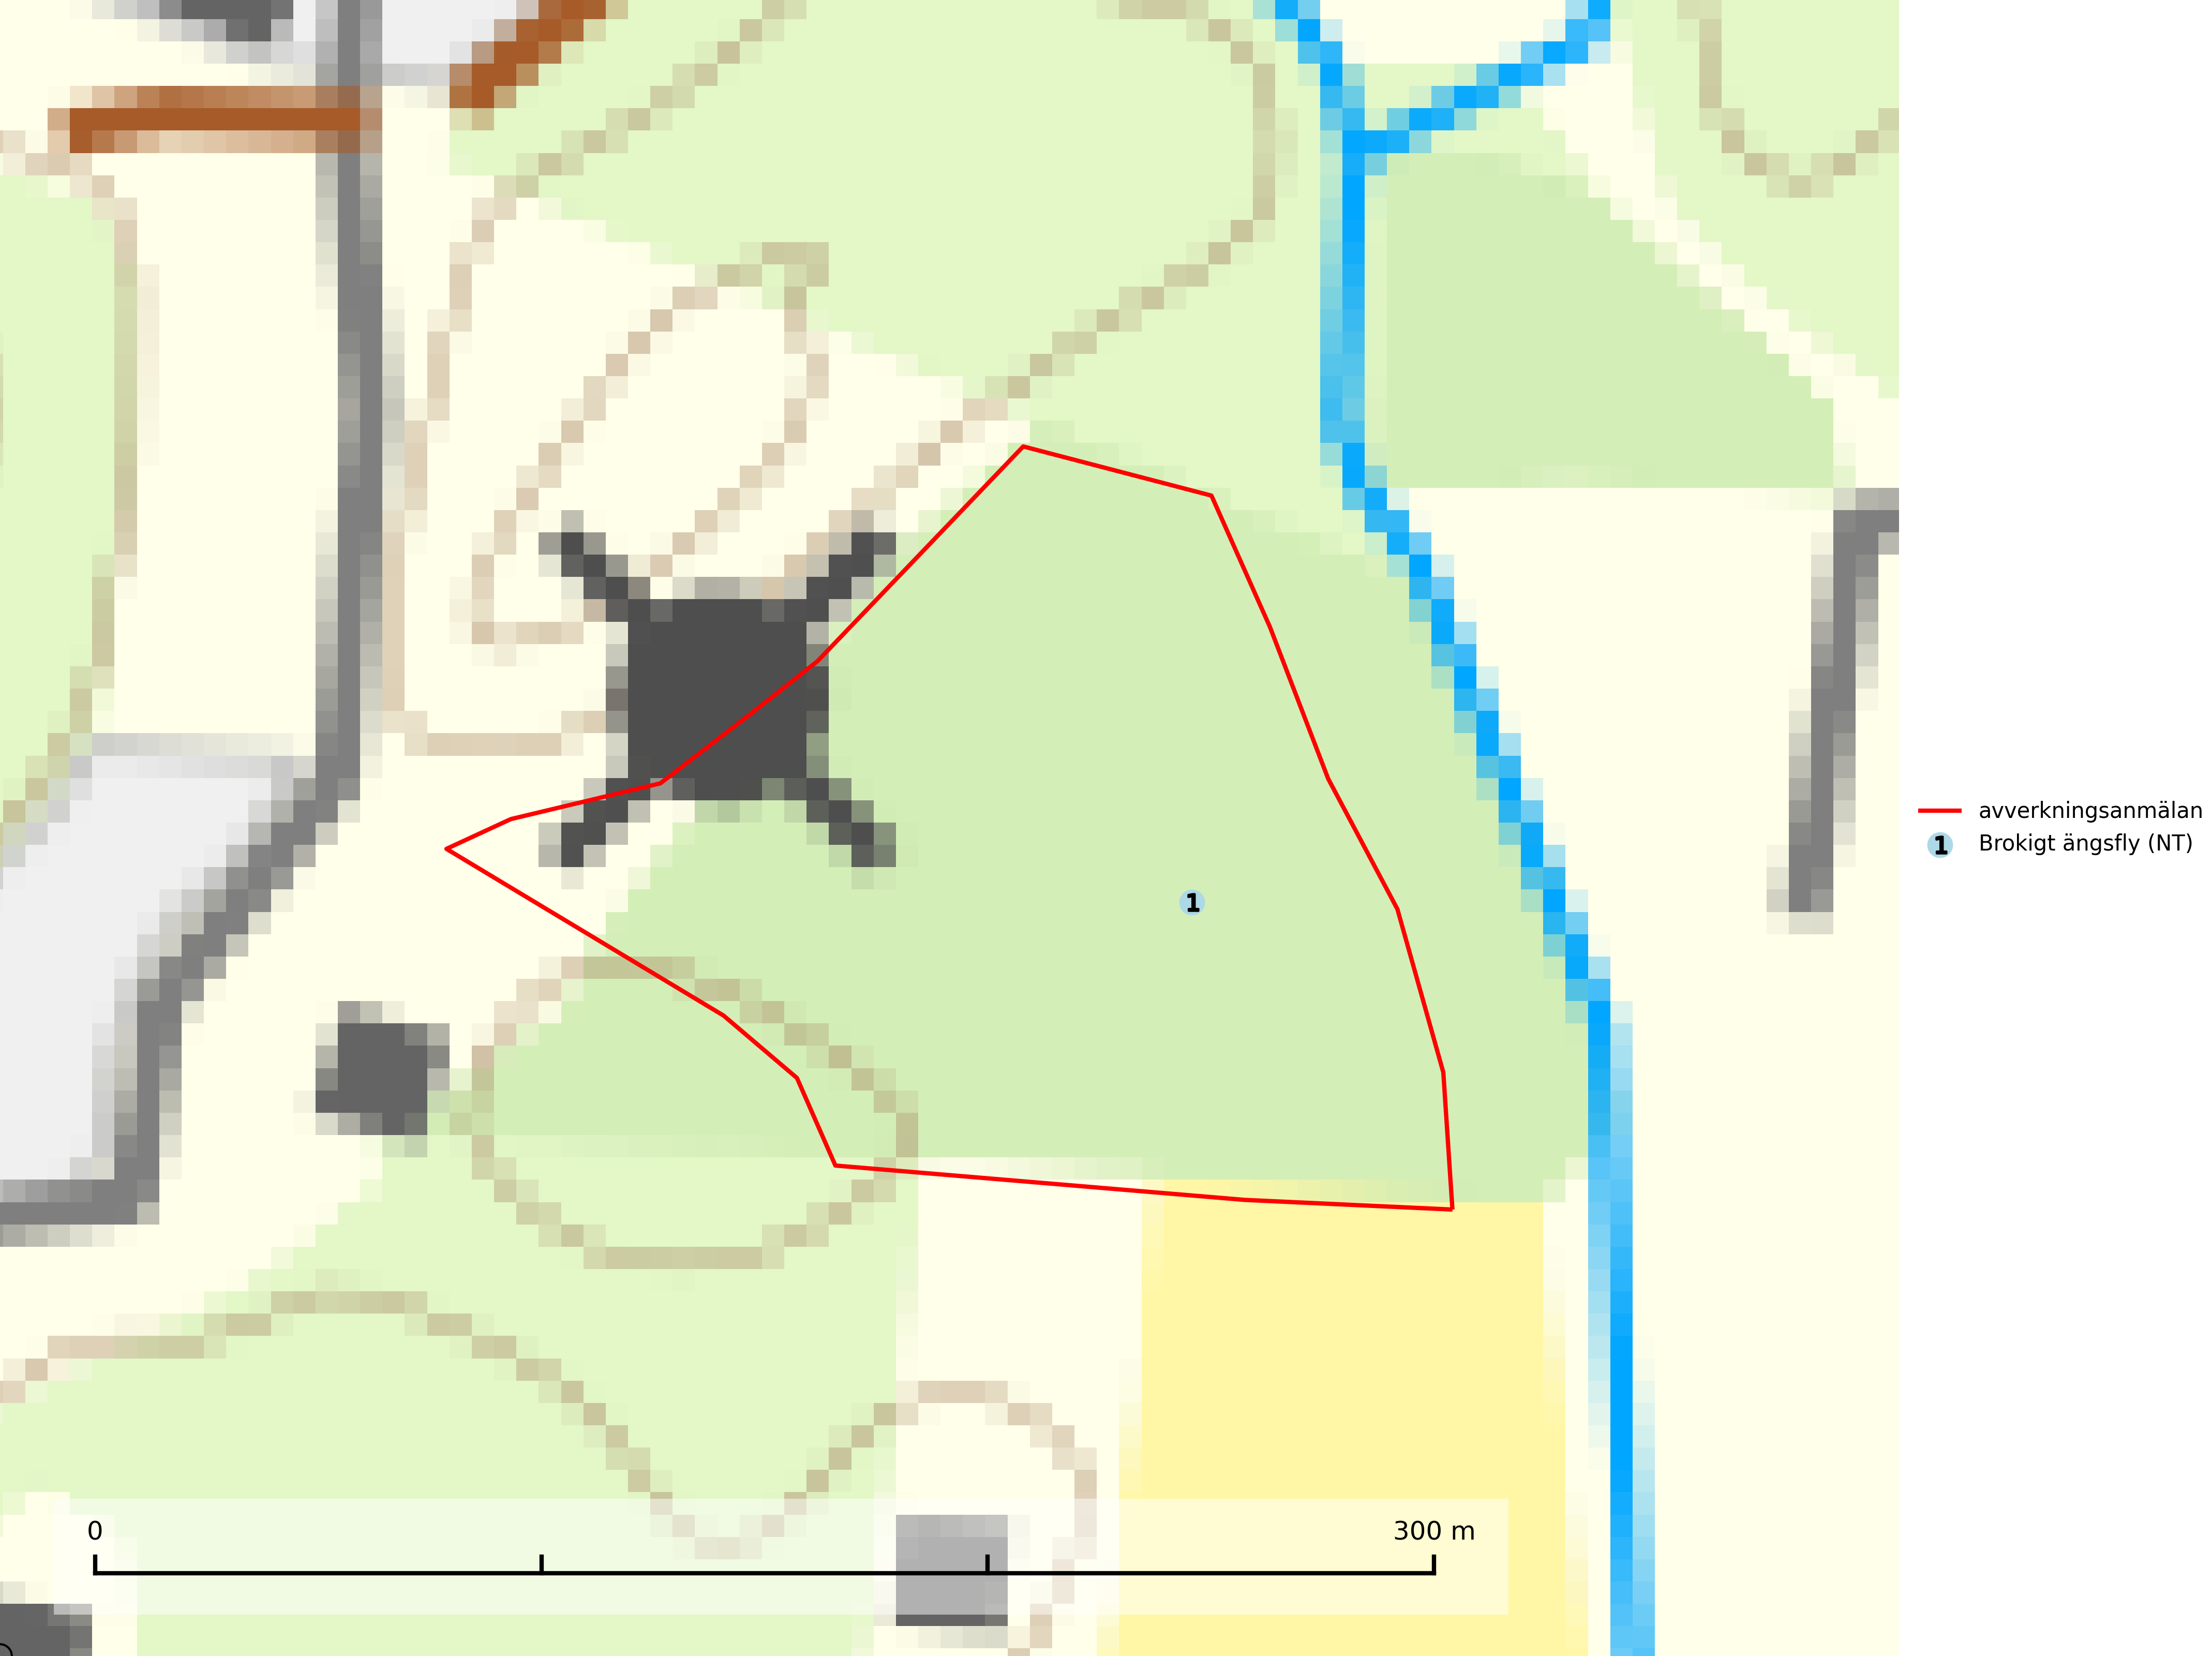 avverkningsanmälan
1 Brokigt ängsfly (NT)
1
0 300 m